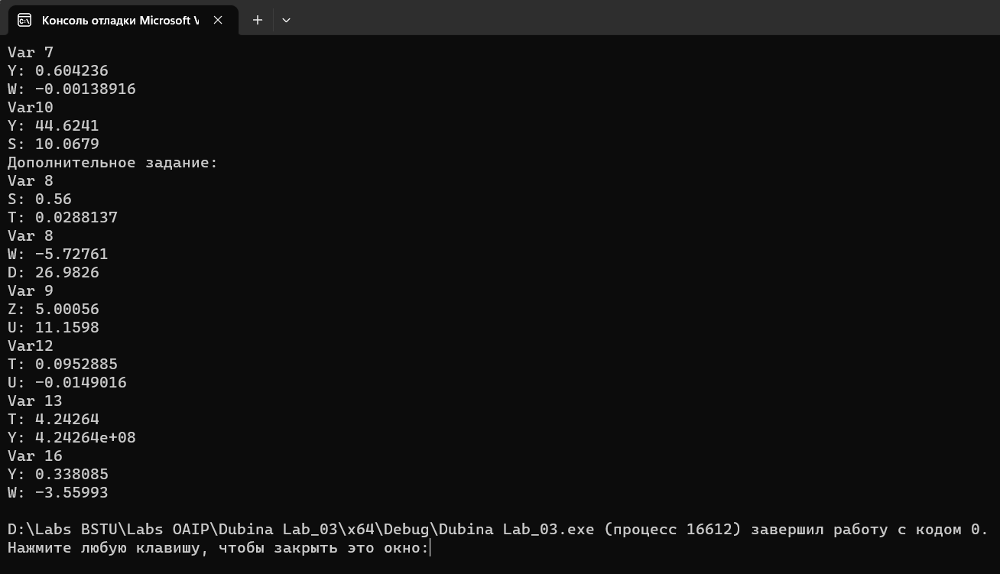 Консоль отладки Microsoft V
Var 7
Y: 0.604236
W: -0.00138916
Var10
Y: 44.6241
S: 10.0679
Дополнительное задание:
Var 8
S: 0.56
T: 0.0288137
Var 8
W: -5.72761
D: 26.9826
Var 9
Z: 5.00056
U: 11.1598
Var12
T: 0.0952885
U: -0.0149016
Var 13
T: 4.24264
Y: 4.24264e+08
Var 16
Y: 0.338085
W: -3.55993
D:\Labs BSTU\Labs OAIP\Dubina Lab_03\x64\Debug\Dubina Lab_03.exe (процесс 16612) завершил работу с кодом 0.
Нажмите любую клавишу, чтобы закрыть это окно: